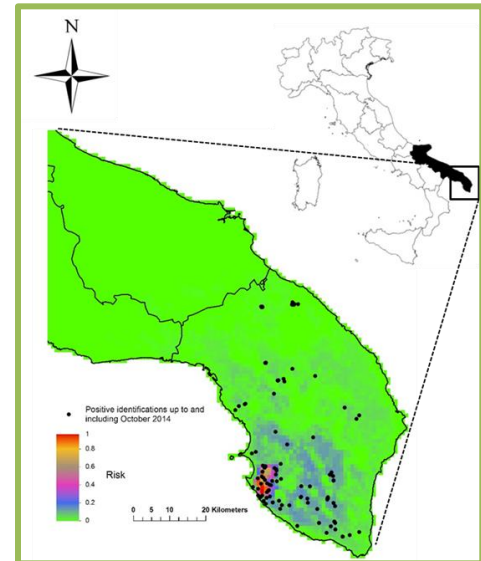 N
Positive identifications up to and
including October 2014
1
0.8
0.6
0.4
0.2
0
Risk
0 5 10 20 Kilometers